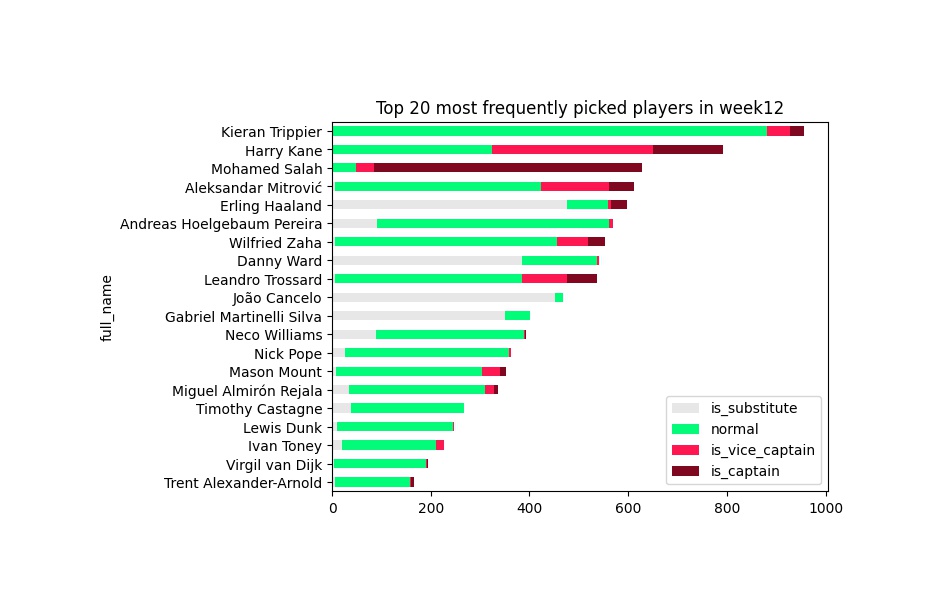 Top 20 most frequently picked players in week12
full_name
Kieran Trippier
Harry Kane
Mohamed Salah
Aleksandar Mitrović
Erling Haaland
Andreas Hoelgebaum Pereira
Wilfried Zaha
Danny Ward
Leandro Trossard
João Cancelo
Gabriel Martinelli Silva
Neco Williams
Nick Pope
Mason Mount
Miguel Almirón Rejala
Timothy Castagne
Lewis Dunk
Ivan Toney
Virgil van Dijk
Trent Alexander-Arnold
is_substitute
normal
is_vice_captain
is_captain
0 200 400 600 800 1000